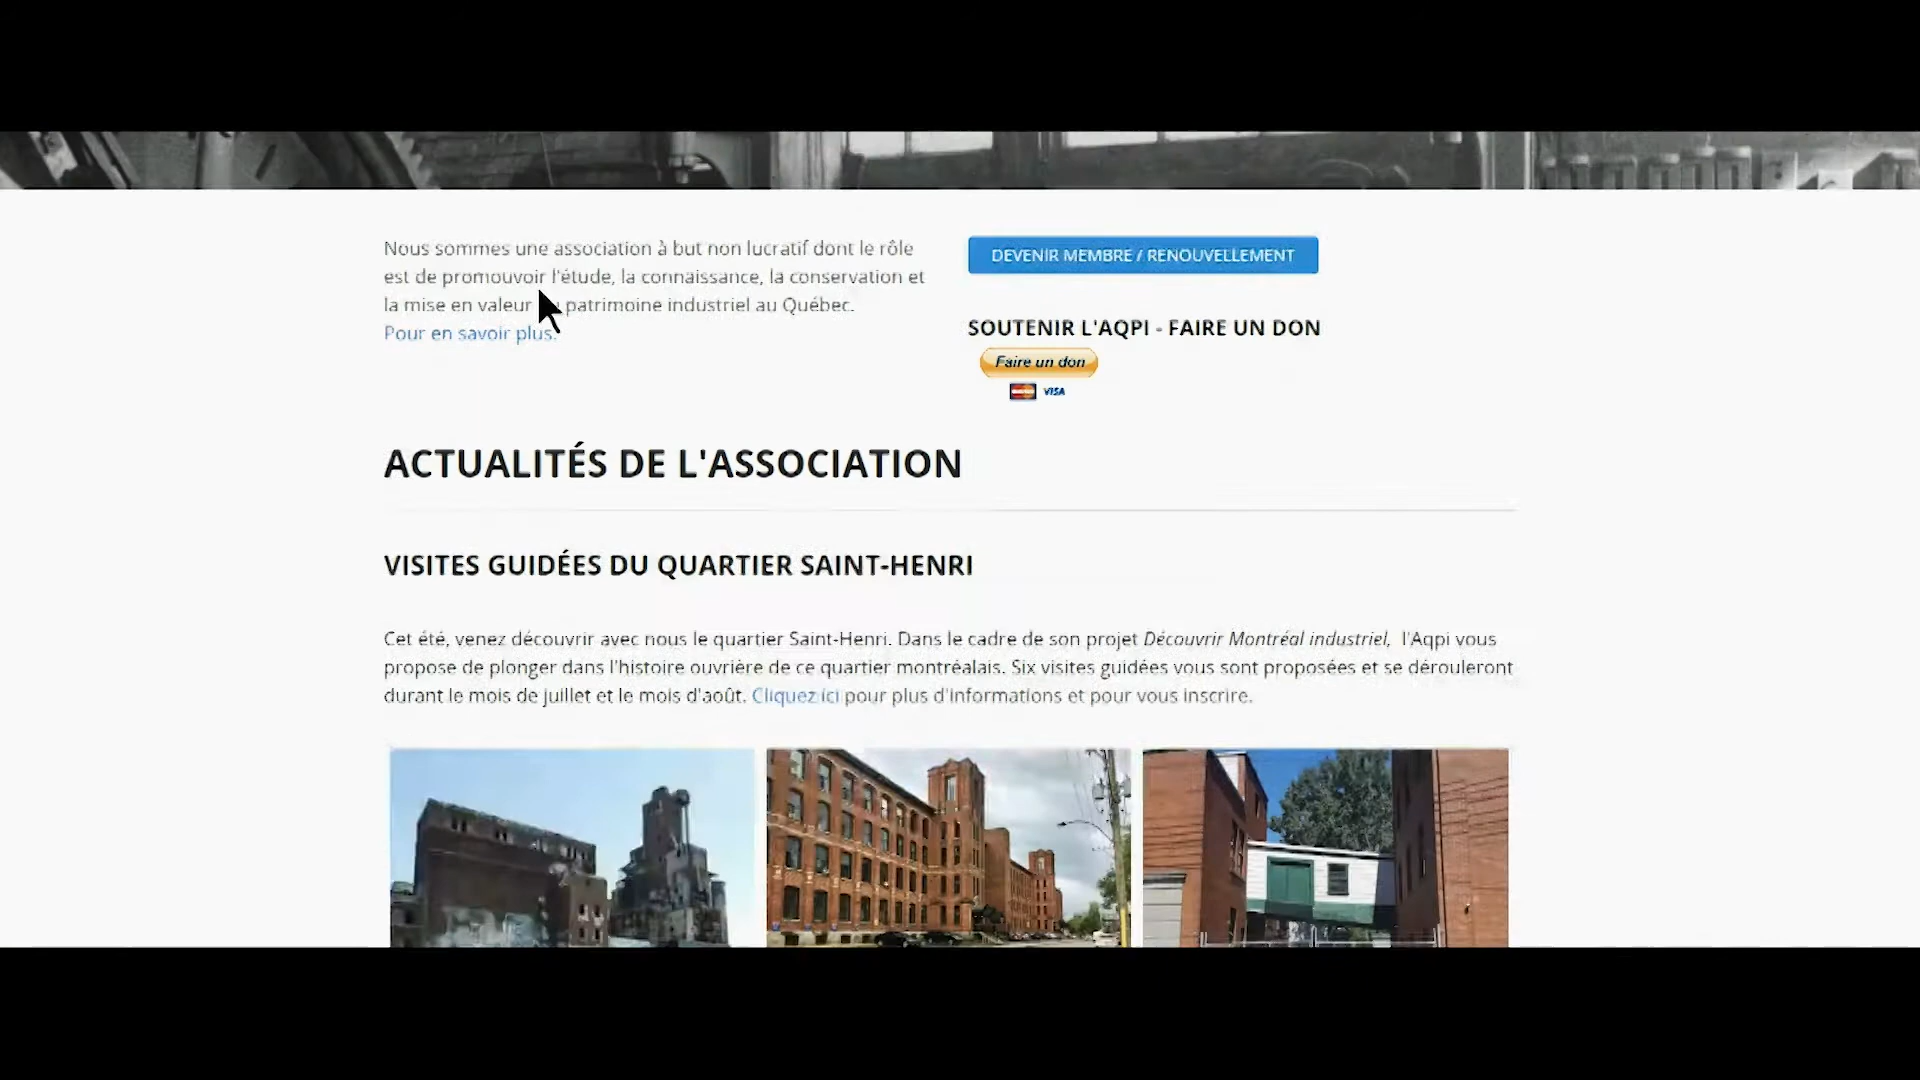 Nous sommes une association à but non lucratif dont le rôle
est de promouvoir l'étude, la connaissance, la conservation et
la mise en valeur patrimoine industriel au Québec.
Pour en savoir plus.
DEVENIR MEMBRE / RENOUVELLEMENT
SOUTENIR L'AQPI - FAIRE UN DON
Faire un don
VISA
ACTUALITÉS DE L'ASSOCIATION
VISITES GUIDÉES DU QUARTIER SAINT-HENRI
Cet été, venez découvrir avec nous le quartier Saint-Henri. Dans le cadre de son projet Découvrir Montréal industriel, l'Aqpi vous
propose de plonger dans l'histoire ouvrière de ce quartier montréalais. Six visites guidées vous sont proposées et se dérouleront
durant le mois de juillet et le mois d'août. Cliquez ici pour plus d'informations et pour vous inscrire.